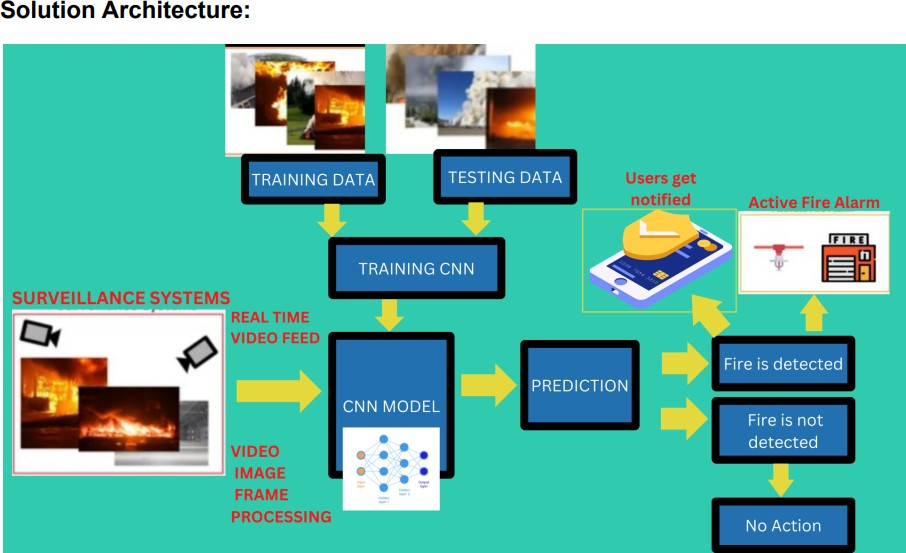 Solution Architecture:
TRAINING DATA
TESTING DATA
TRAINING CNN
Users get
notified
Active Fire Alarm
FIRE
SURVEILLANCE SYSTEMS
REAL TIME
VIDEO FEED
CNN MODEL
PREDICTION
Fire is detected
Fire is not
detected
VIDEO
IMAGE
FRAME
PROCESSING
No Action